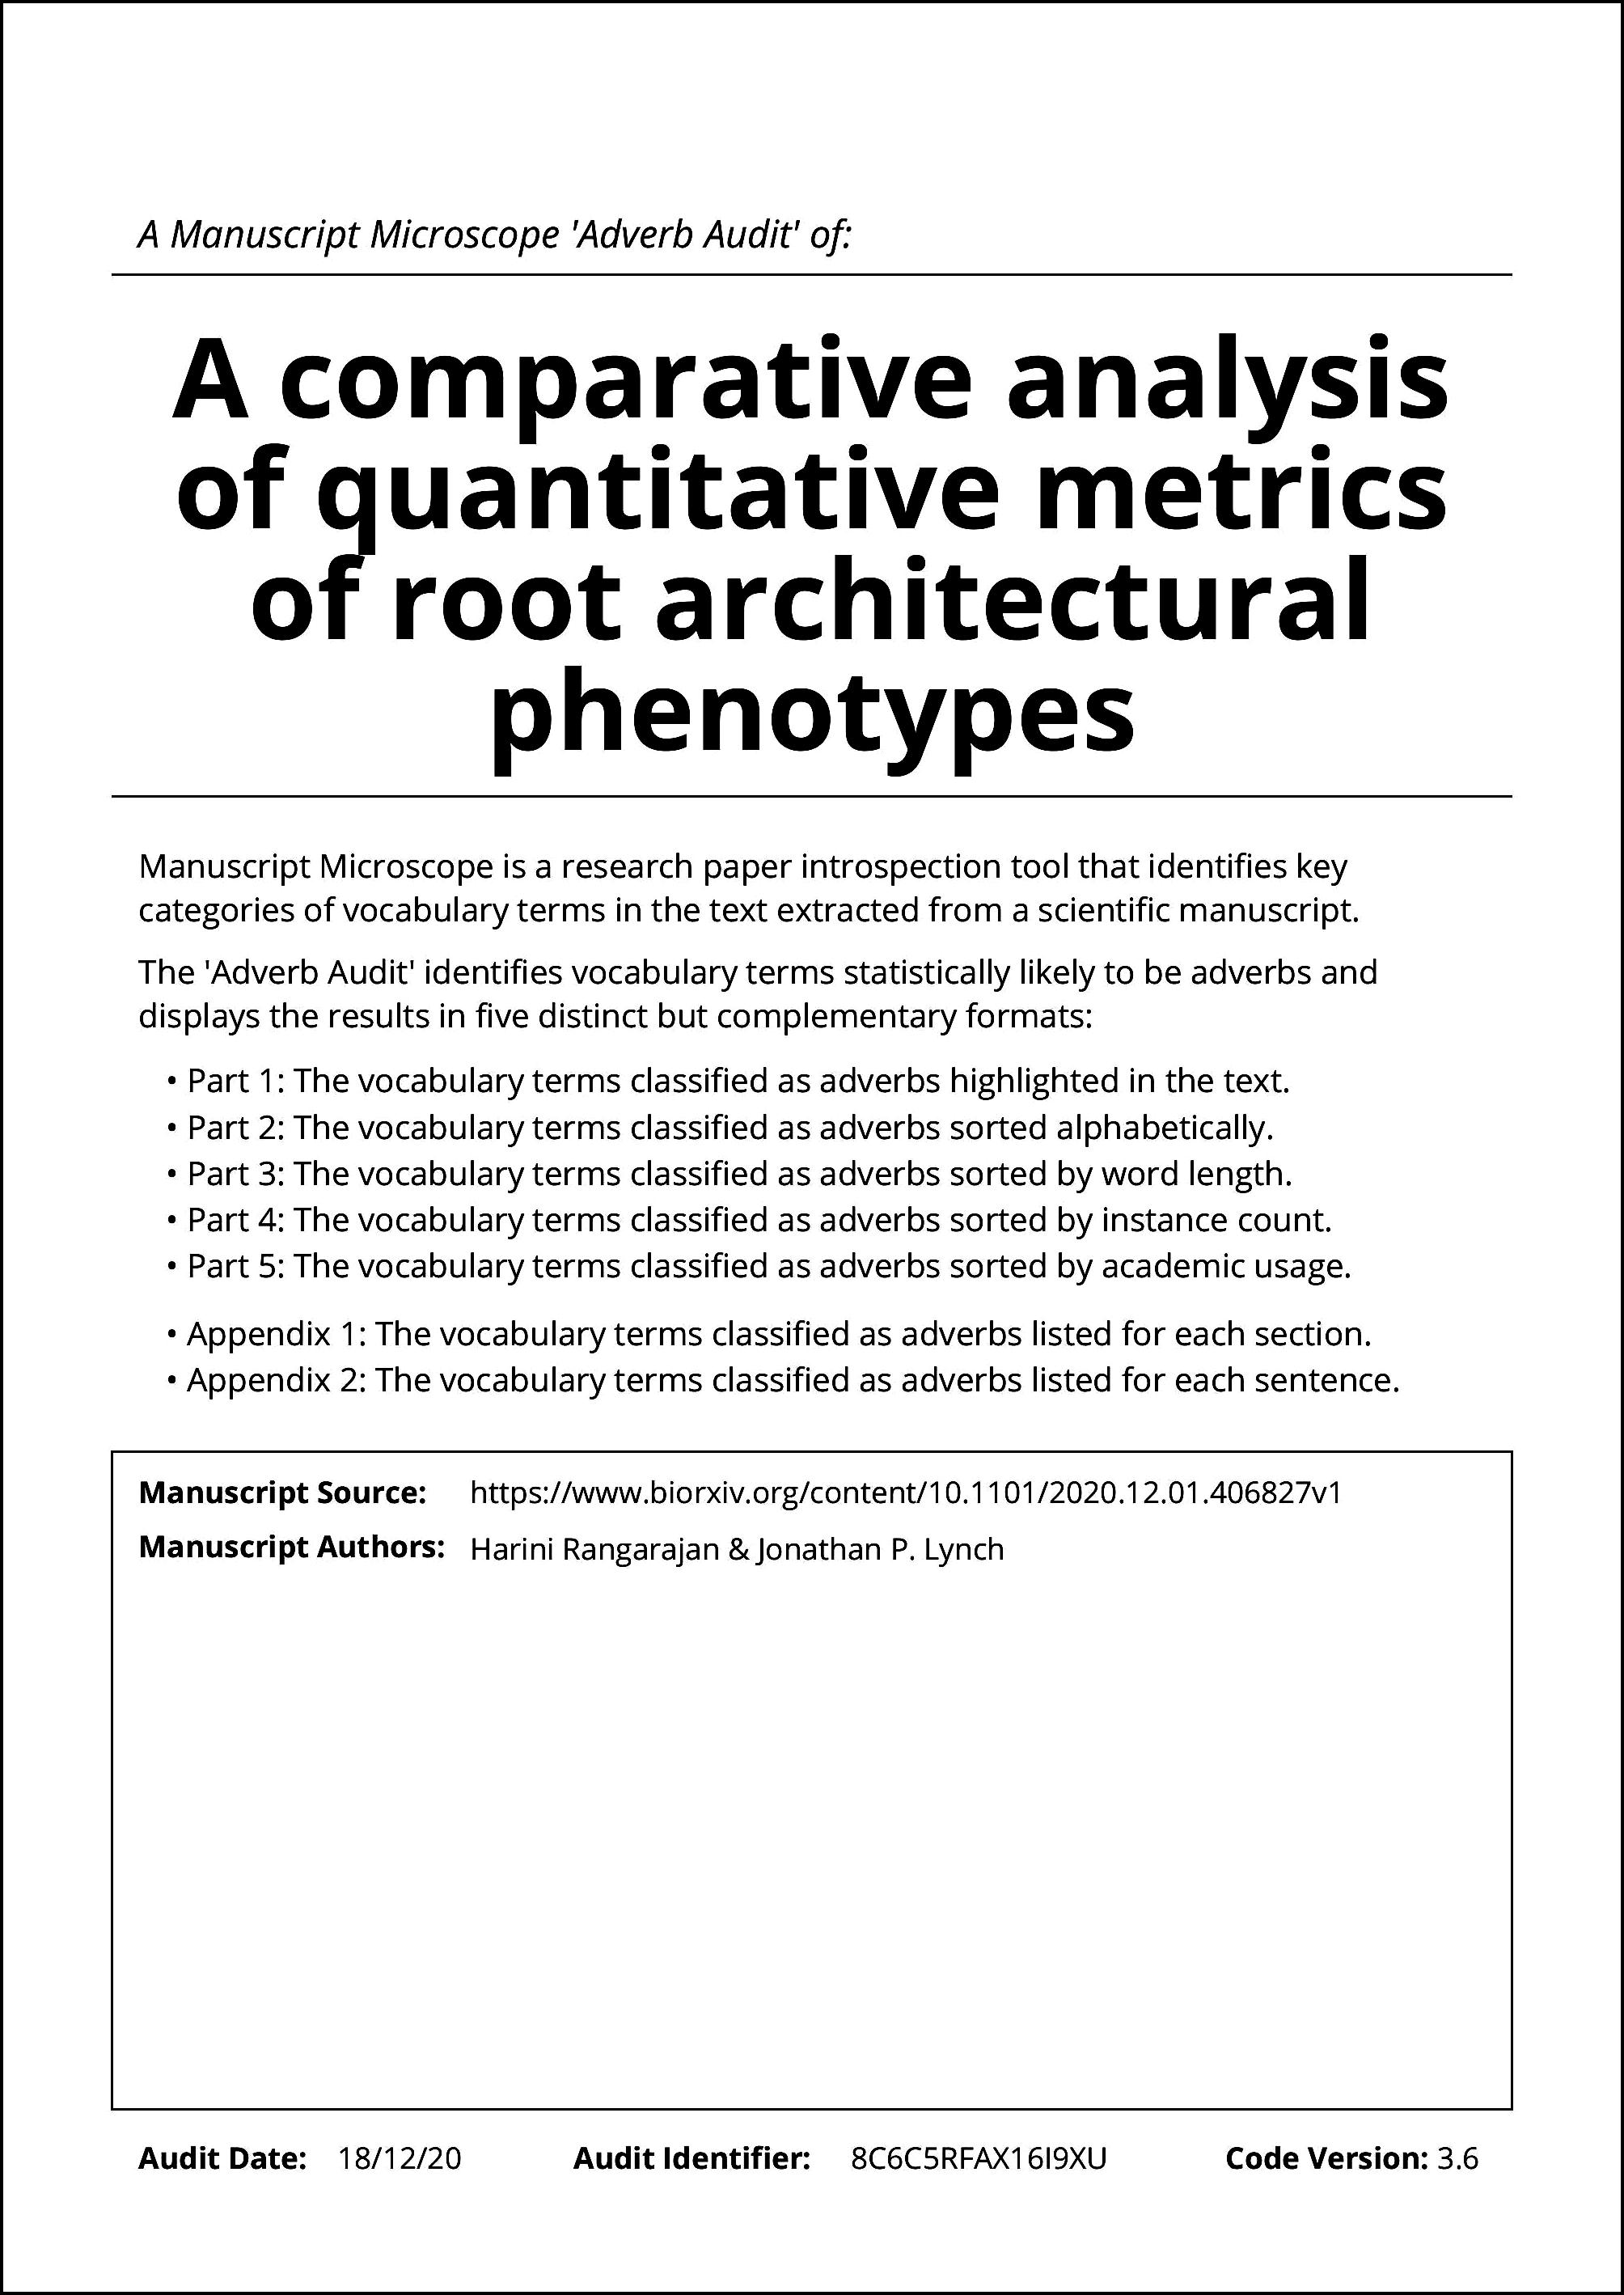 A Manuscript Microscope 'Adverb Audit' of:
A comparative analysis
of quantitative metrics
of root architectural
phenotypes
Manuscript Microscope is a research paper introspection tool that identifies key
categories of vocabulary terms in the text extracted from a scientific manuscript.
The 'Adverb Audit' identifies vocabulary terms statistically likely to be adverbs and
displays the results in five distinct but complementary formats:
• Part 1: The vocabulary terms classified as adverbs highlighted in the text.
• Part 2: The vocabulary terms classified as adverbs sorted alphabetically.
• Part 3: The vocabulary terms classified as adverbs sorted by word length.
• Part 4: The vocabulary terms classified as adverbs sorted by instance count.
• Part 5: The vocabulary terms classified as adverbs sorted by academic usage.
• Appendix 1: The vocabulary terms classified as adverbs listed for each section.
• Appendix 2: The vocabulary terms classified as adverbs listed for each sentence.
Manuscript Source: https://www.biorxiv.org/content/10.1101/2020.12.01.406827v1
Manuscript Authors: Harini Rangarajan & Jonathan P. Lynch
Audit Date: 18/12/20 Audit Identifier: 8C6C5RFAX16I9XU Code Version: 3.6